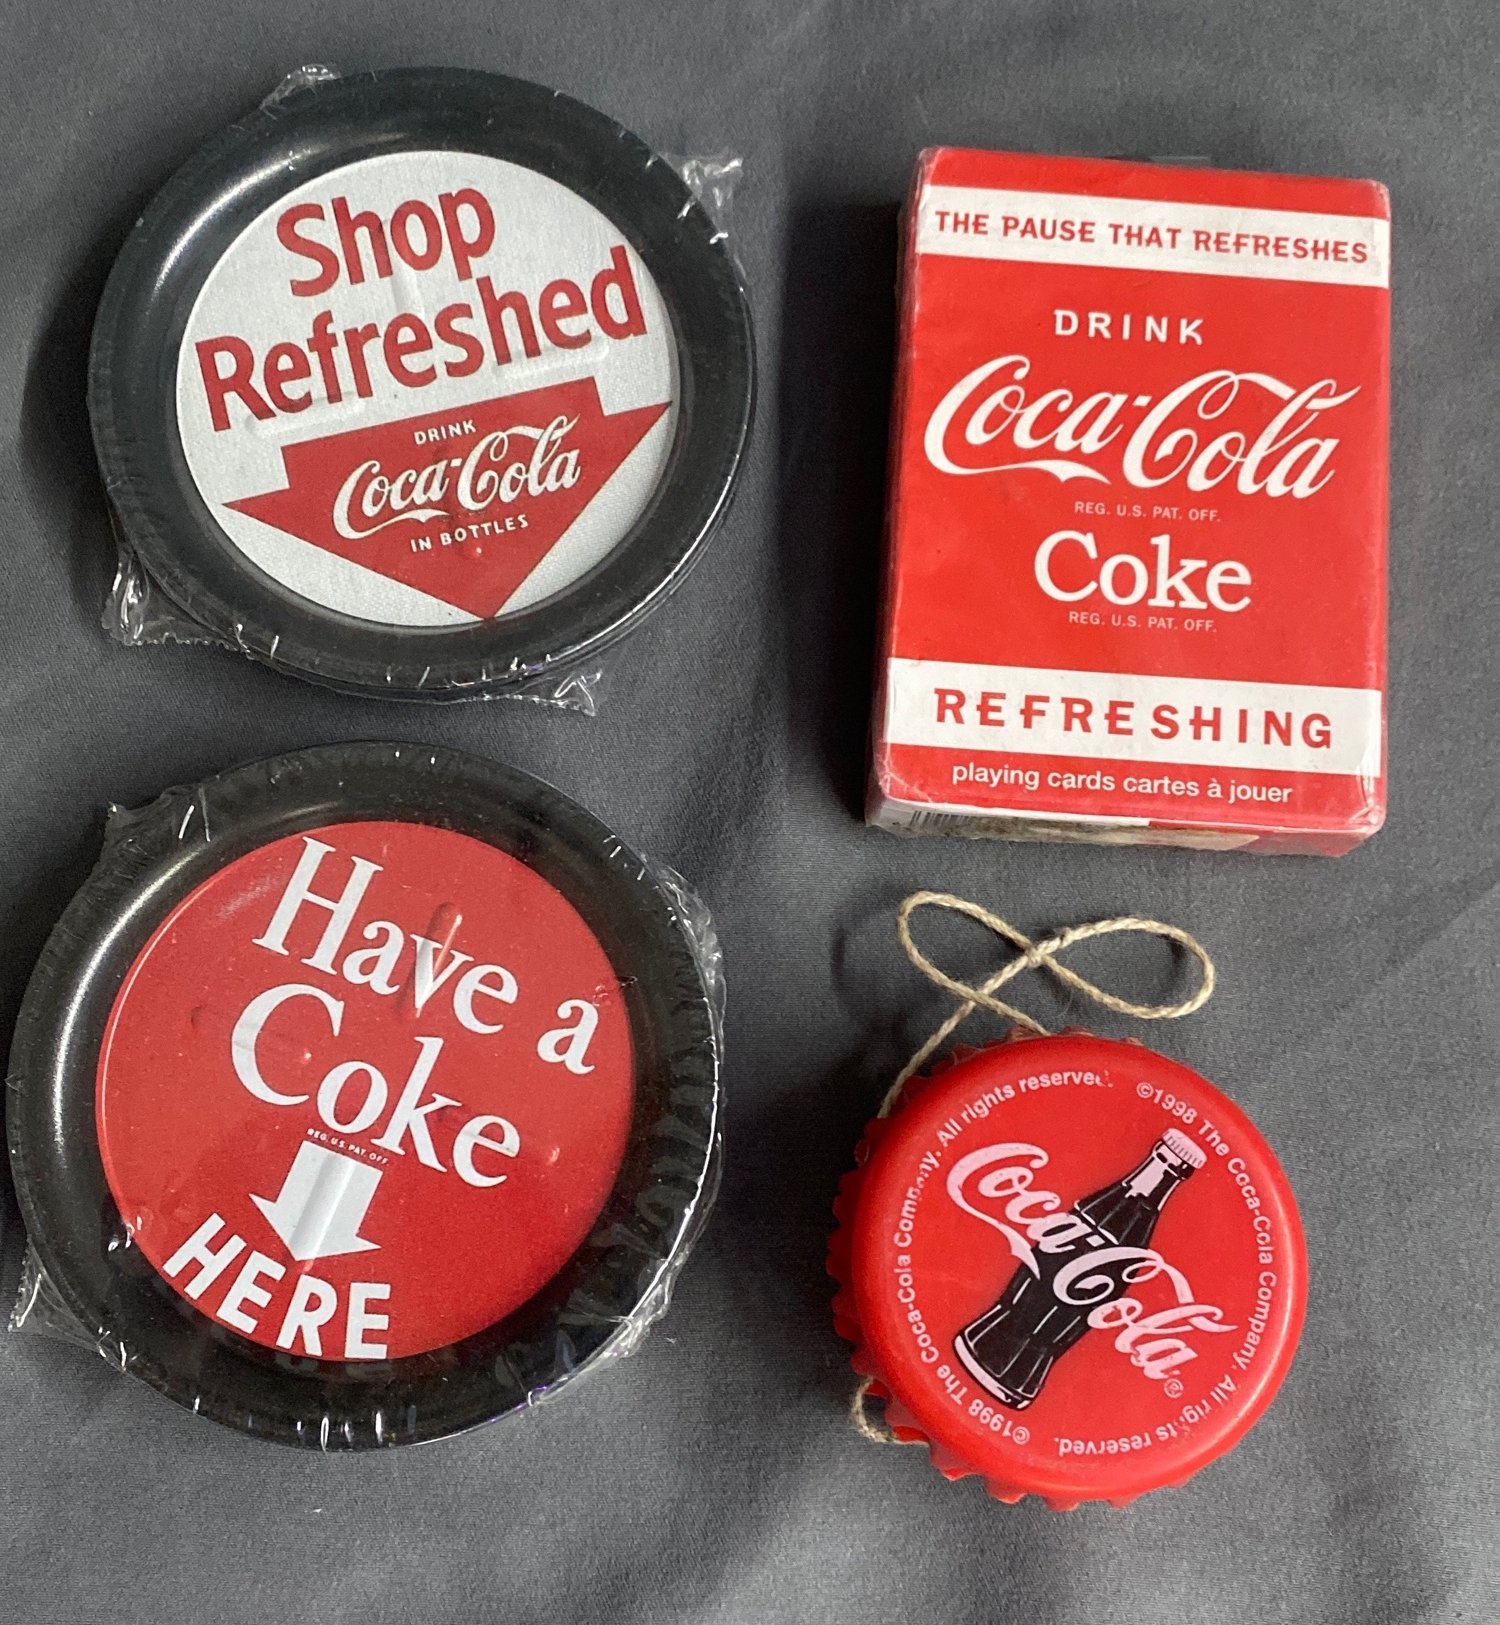 Shop
Refreshed
DRINK
Coca-Cola
IN BOTTLES
THE PAUSE THAT REFRESHES
DRINK
Coca-Cola
REG. U.S. PAT. OFF.
Coke
REG. U.S. PAT. OFF.
REFRESHING
playing cards cartes à jouer
Have a
Coke
REG. U.S. PAT. OFF.
HERE
©1998 The Coca-Cola Company. All rights reserved.
©1998 The Coca-Cola Company. All rights reserved.
Coca-Cola®